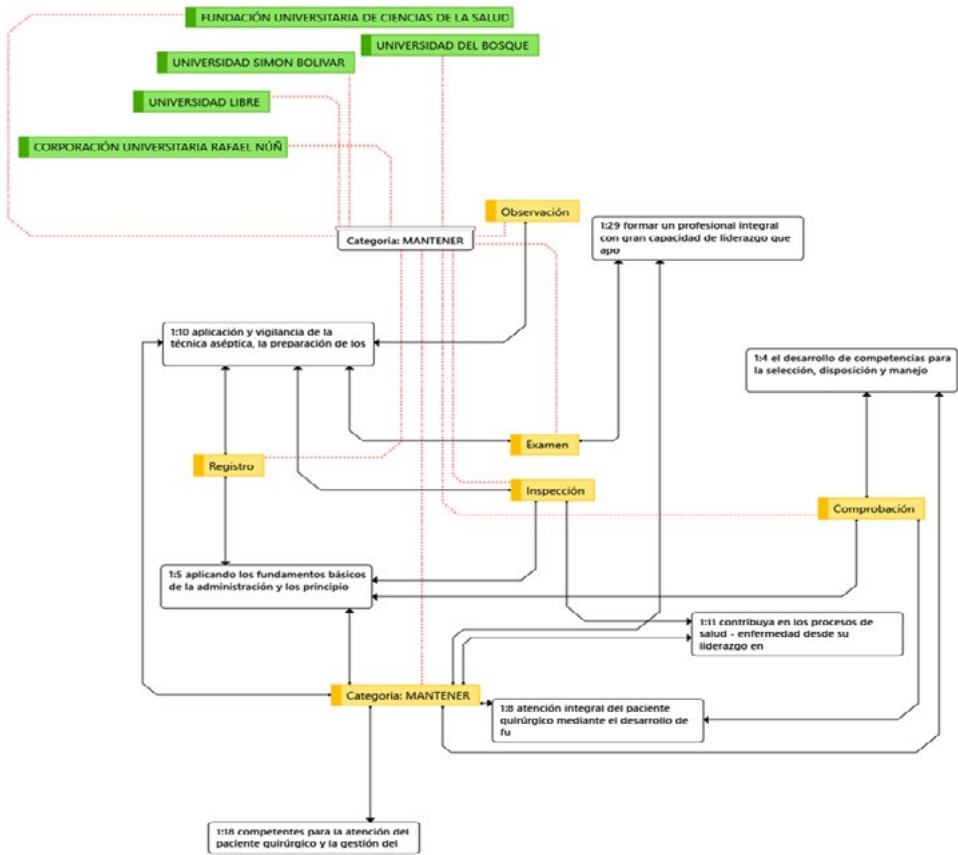 FUNDACIÓN UNIVERSITARIA DE CIENCIAS DE LA SALUD
UNIVERSIDAD DEL BOSQUE
UNIVERSIDAD SIMON BOLIVAR
UNIVERSIDAD LIBRE
CORPORACIÓN UNIVERSITARIA RAFAEL NÚÑ
Observación
Categoria: MANTENER
1:29 formar un profesional integral
con gran capacidad de liderazgo que
apo
1:10 aplicación y vigilancia de la
técnica aséptica, la preparación de los
1:4 el desarrollo de competencias para
la selección, disposición y manejo
Examen
Registro
Inspección
Comprobación
1:5 aplicando los fundamentos básicos
de la administración y los principio
1:11 contribuya en los procesos de
salud - enfermedad desde su
liderazgo en
Categoria: MANTENER
1:8 atención integral del paciente
quirúrgico mediante el desarrollo de
fu
1:18 competentes para la atención del
paciente quirúrgico y la gestión del